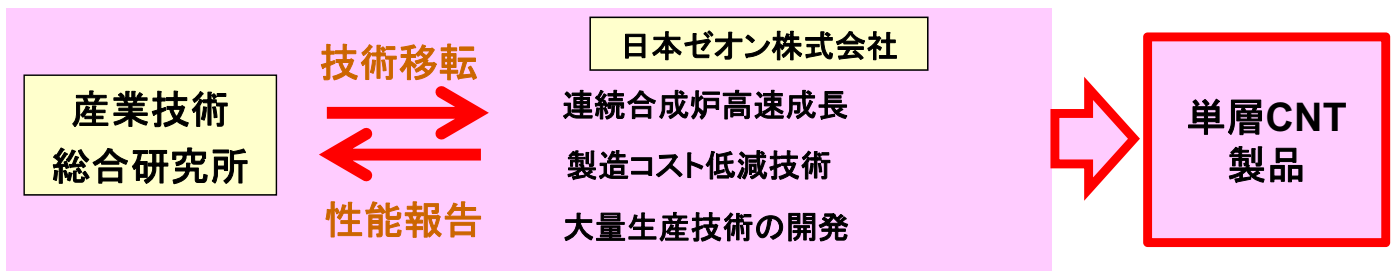 産業技術
総合研究所
技術移転
性能報告
日本ゼオン株式会社
連続合成炉高速成長
製造コスト低減技術
大量生産技術の開発
単層CNT
製品